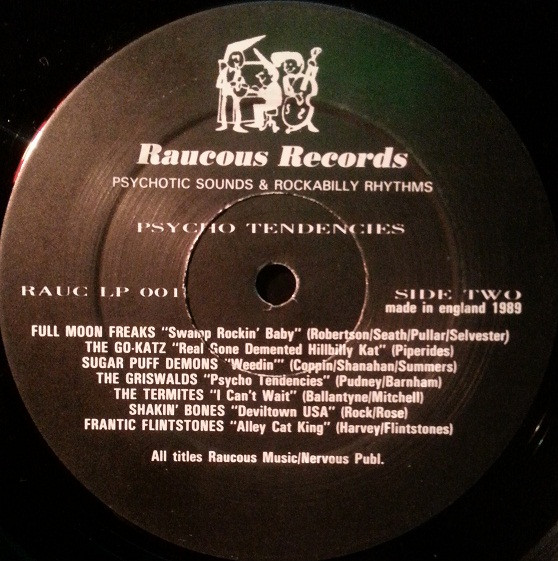 Raucous Records
PSYCHOTIC SOUNDS & ROCKABILLY RHYTHMS
PSYCHO TENDENCIES
RAUC LP 001
SIDE TWO
made in england 1989
FULL MOON FREAKS "Swamp Rockin' Baby" (Robertson/Seath/Pullar/Selvester)
THE GO-KATZ "Real Gone Demented Hillbilly Kat" (Piperides)
SUGAR PUFF DEMONS "Weedin'" (Coppin/Shanahan/Summers)
THE GRISWALDS "Psycho Tendencies" (Pudney/Barnham)
THE TERMITES "I Can't Wait" (Ballantyne/Mitchell)
SHAKIN' BONES "Deviltown USA" (Rock/Rose)
FRANTIC FLINTSTONES "Alley Cat King" (Harvey/Flintstones)
All titles Raucous Music/Nervous Publ.